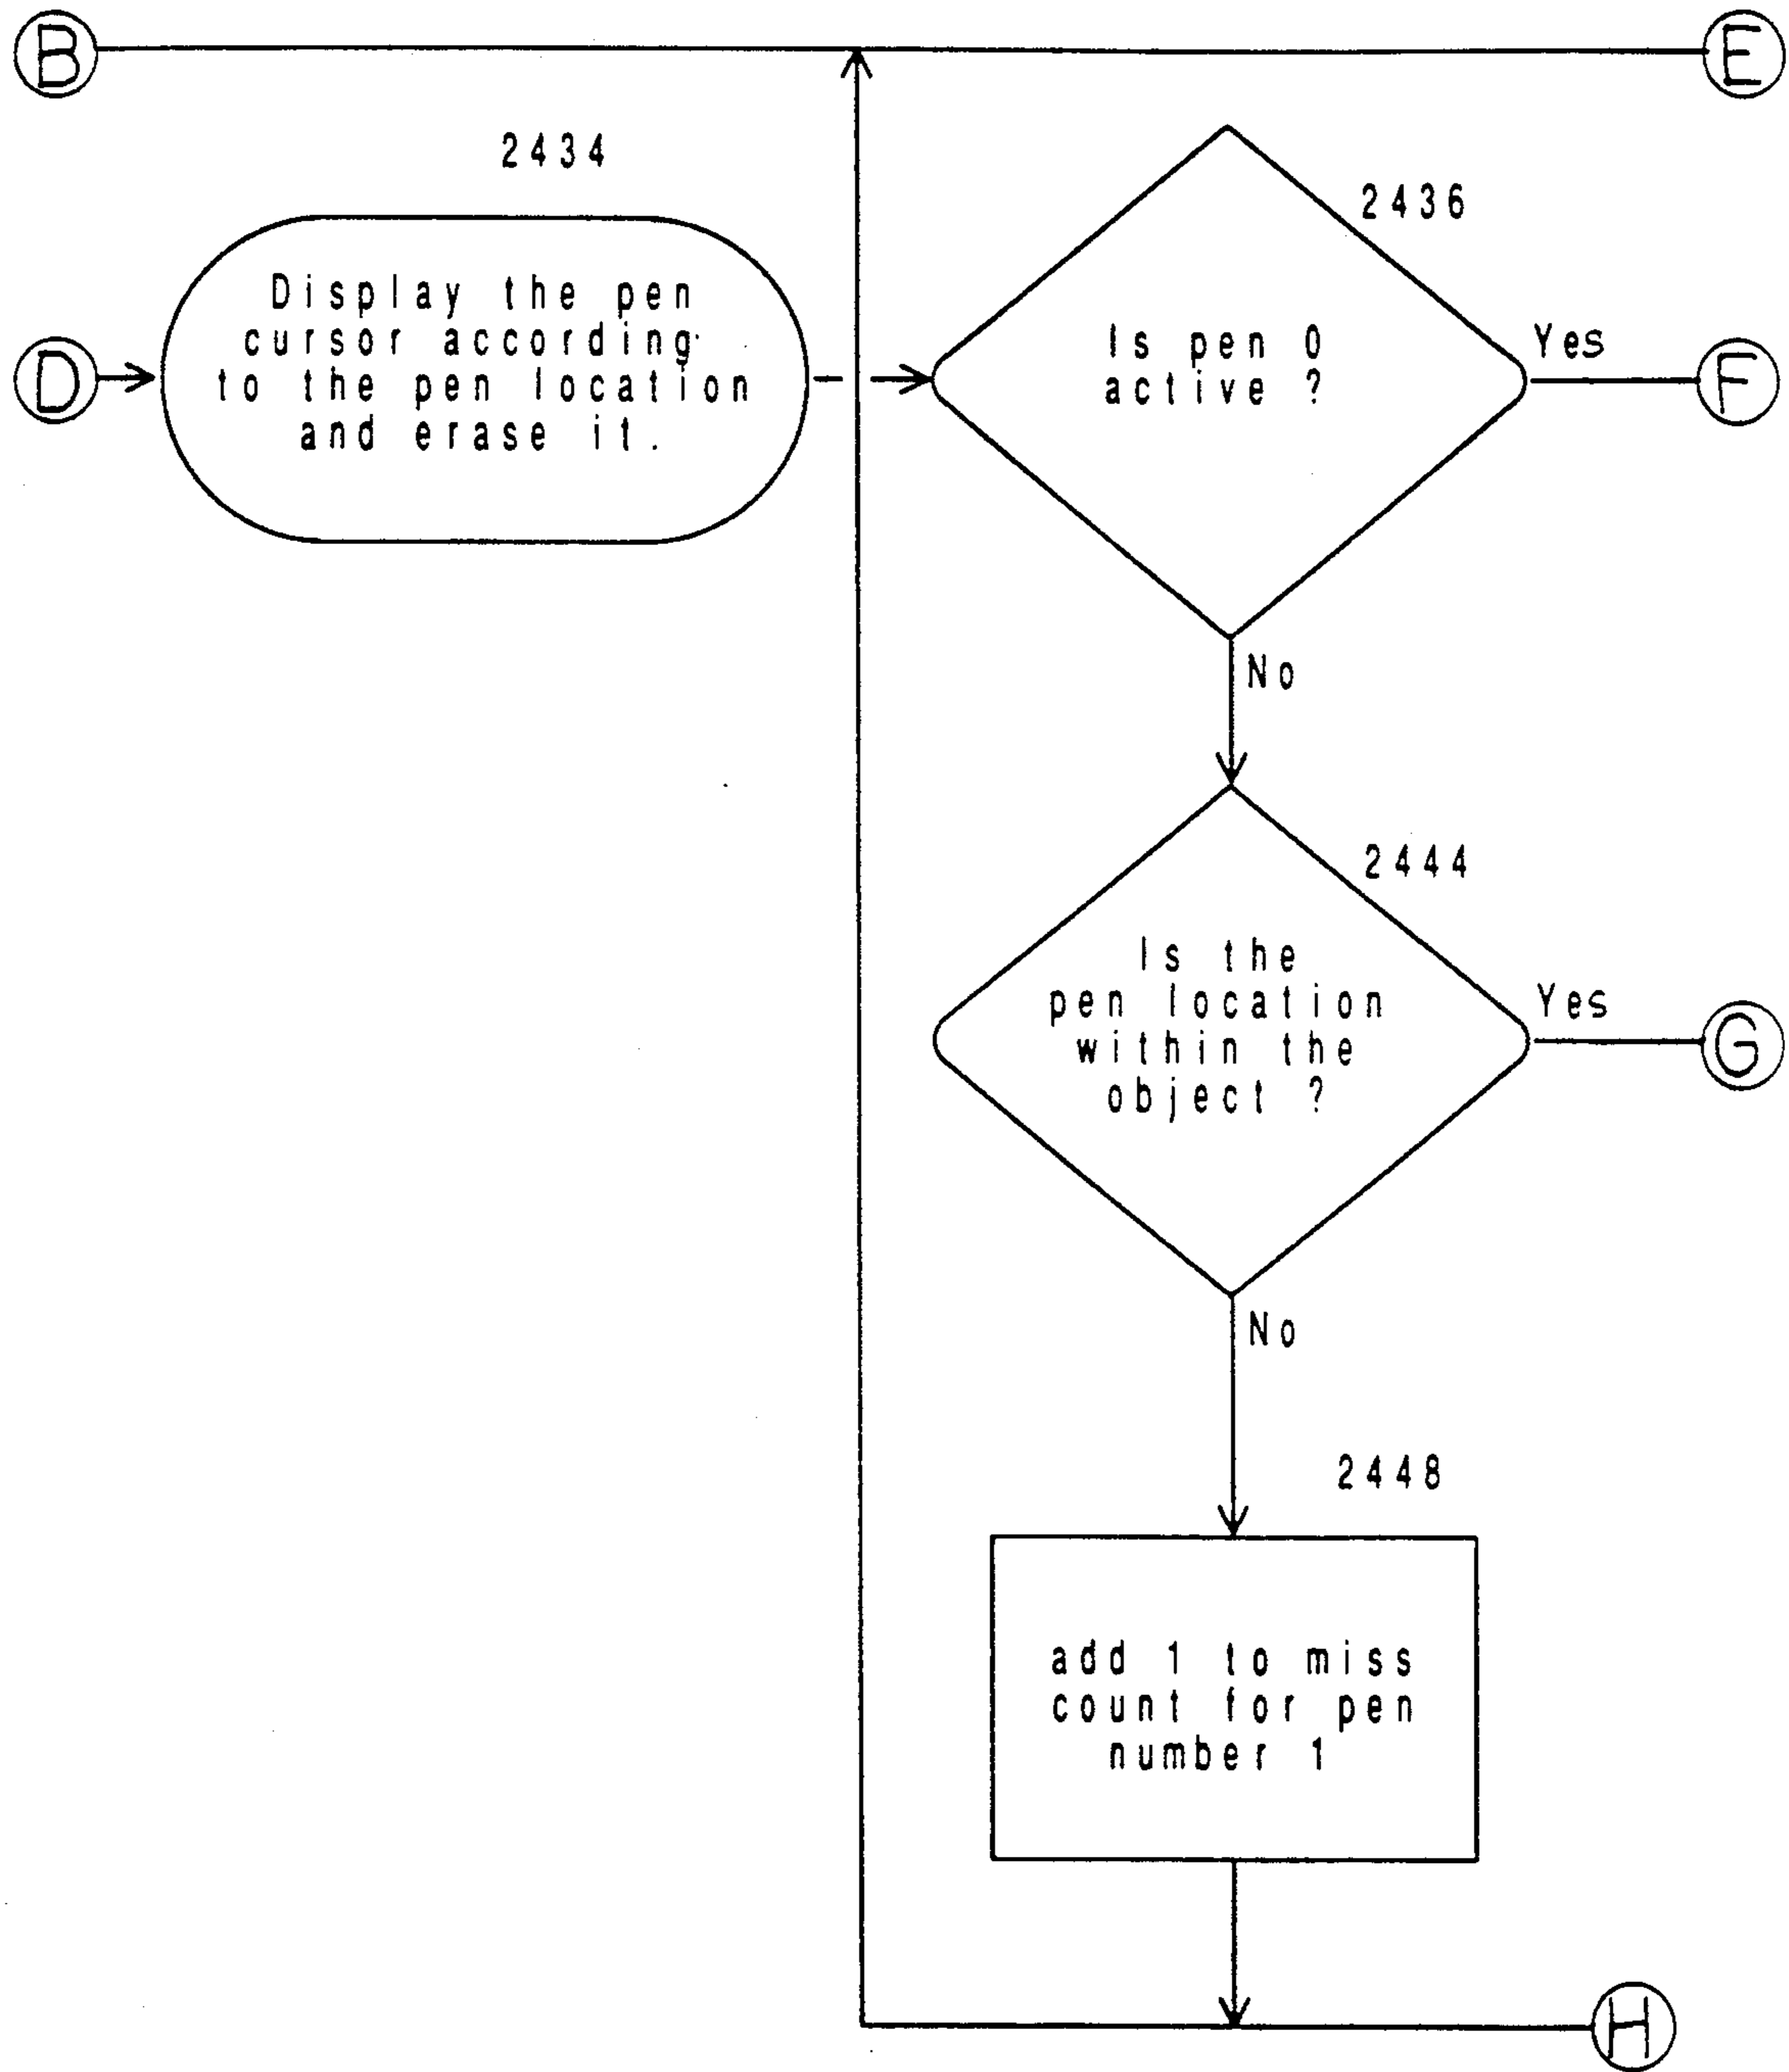 B
E
2434
2436
Display the pen
cursor according
to the pen location
and erase it.
D
Is pen 0
active ?
Yes
F
No
2444
Is the
pen location
within the
object ?
Yes
G
No
2448
add 1 to miss
count for pen
number 1
H